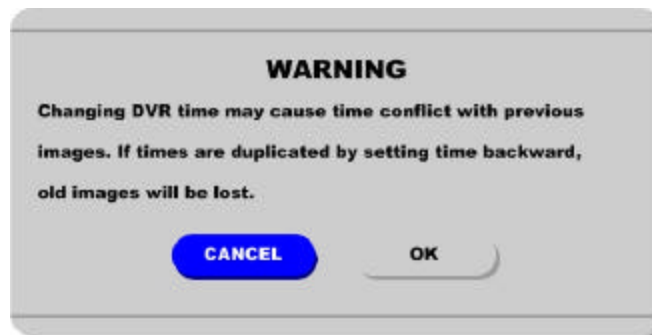 WARNING
Changing DVR time may cause time conflict with previous
images. If times are duplicated by setting time backward,
old images will be lost.
CANCEL OK